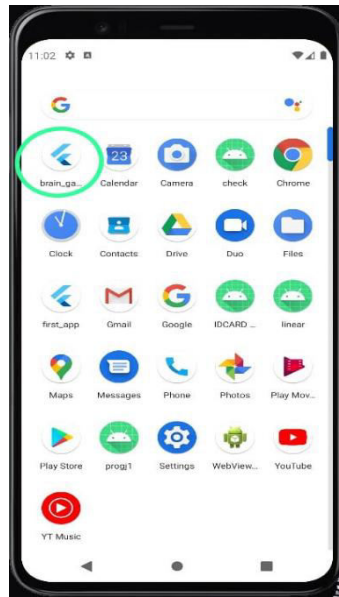 11:02
brain_ga...
23
Calendar
Camera
check
Chrome
Clock
Contacts
Drive
Duo
Files
first_app
Gmail
Google
IDCARD _...
linear
Maps
Messages
Phone
Photos
Play Mov...
Play Store
progj1
Settings
WebView...
YouTube
YT Music